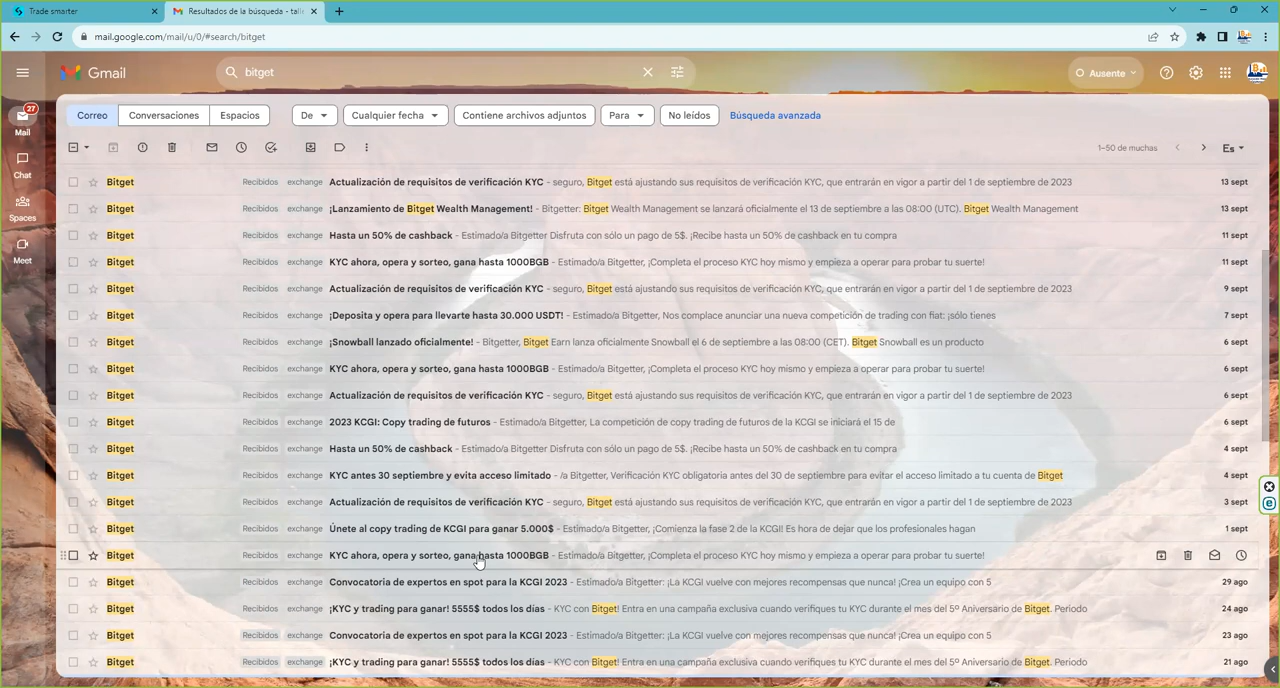 Trade smarter
Resultados de la búsqueda - tall
mail.google.com/mail/u/0/#search/bitget
Gmail
bitget
Ausente
27
Mail
Chat
Spaces
Meet
Correo Conversaciones Espacios De Cualquier fecha Contiene archivos adjuntos Para No leídos Búsqueda avanzada
1–50 de muchas Es
Bitget Recibidos exchange Actualización de requisitos de verificación KYC - seguro, Bitget está ajustando sus requisitos de verificación KYC, que entrarán en vigor a partir del 1 de septiembre de 2023 13 sept
Bitget Recibidos exchange ¡Lanzamiento de Bitget Wealth Management! - Bitgetter: Bitget Wealth Management se lanzará oficialmente el 13 de septiembre a las 08:00 (UTC). Bitget Wealth Management 13 sept
Bitget Recibidos exchange Hasta un 50% de cashback - Estimado/a Bitgetter Disfruta con sólo un pago de 5$. ¡Recibe hasta un 50% de cashback en tu compra 11 sept
Bitget Recibidos exchange KYC ahora, opera y sorteo, gana hasta 1000BGB - Estimado/a Bitgetter, ¡Completa el proceso KYC hoy mismo y empieza a operar para probar tu suerte! 11 sept
Bitget Recibidos exchange Actualización de requisitos de verificación KYC - seguro, Bitget está ajustando sus requisitos de verificación KYC, que entrarán en vigor a partir del 1 de septiembre de 2023 9 sept
Bitget Recibidos exchange ¡Deposita y opera para llevarte hasta 30.000 USDT! - Estimado/a Bitgetter, Nos complace anunciar una nueva competición de trading con fiat: ¡sólo tienes 7 sept
Bitget Recibidos exchange ¡Snowball lanzado oficialmente! - Bitgetter, Bitget Earn lanza oficialmente Snowball el 6 de septiembre a las 08:00 (CET). Bitget Snowball es un producto 6 sept
Bitget Recibidos exchange KYC ahora, opera y sorteo, gana hasta 1000BGB - Estimado/a Bitgetter, ¡Completa el proceso KYC hoy mismo y empieza a operar para probar tu suerte! 6 sept
Bitget Recibidos exchange Actualización de requisitos de verificación KYC - seguro, Bitget está ajustando sus requisitos de verificación KYC, que entrarán en vigor a partir del 1 de septiembre de 2023 6 sept
Bitget Recibidos exchange 2023 KCGI: Copy trading de futuros - Estimado/a Bitgetter, La competición de copy trading de futuros de la KCGI se iniciará el 15 de 6 sept
Bitget Recibidos exchange Hasta un 50% de cashback - Estimado/a Bitgetter Disfruta con sólo un pago de 5$. ¡Recibe hasta un 50% de cashback en tu compra 4 sept
Bitget Recibidos exchange KYC antes 30 septiembre y evita acceso limitado - /a Bitgetter, Verificación KYC obligatoria antes del 30 de septiembre para evitar el acceso limitado a tu cuenta de Bitget 4 sept
Bitget Recibidos exchange Actualización de requisitos de verificación KYC - seguro, Bitget está ajustando sus requisitos de verificación KYC, que entrarán en vigor a partir del 1 de septiembre de 2023 3 sept
Bitget Recibidos exchange Únete al copy trading de KCGI para ganar 5.000$ - Estimado/a Bitgetter, ¡Comienza la fase 2 de la KCGI! Es hora de dejar que los profesionales hagan 1 sept
Bitget Recibidos exchange KYC ahora, opera y sorteo, gana hasta 1000BGB - Estimado/a Bitgetter, ¡Completa el proceso KYC hoy mismo y empieza a operar para probar tu suerte!
Bitget Recibidos exchange Convocatoria de expertos en spot para la KCGI 2023 - Estimado/a Bitgetter: ¡La KCGI vuelve con mejores recompensas que nunca! ¡Crea un equipo con 5 29 ago
Bitget Recibidos exchange ¡KYC y trading para ganar! 5555$ todos los días - KYC con Bitget! Entra en una campaña exclusiva cuando verifiques tu KYC durante el mes del 5º Aniversario de Bitget. Periodo 24 ago
Bitget Recibidos exchange Convocatoria de expertos en spot para la KCGI 2023 - Estimado/a Bitgetter: ¡La KCGI vuelve con mejores recompensas que nunca! ¡Crea un equipo con 5 23 ago
Bitget Recibidos exchange ¡KYC y trading para ganar! 5555$ todos los días - KYC con Bitget! Entra en una campaña exclusiva cuando verifiques tu KYC durante el mes del 5º Aniversario de Bitget. Periodo 21 ago